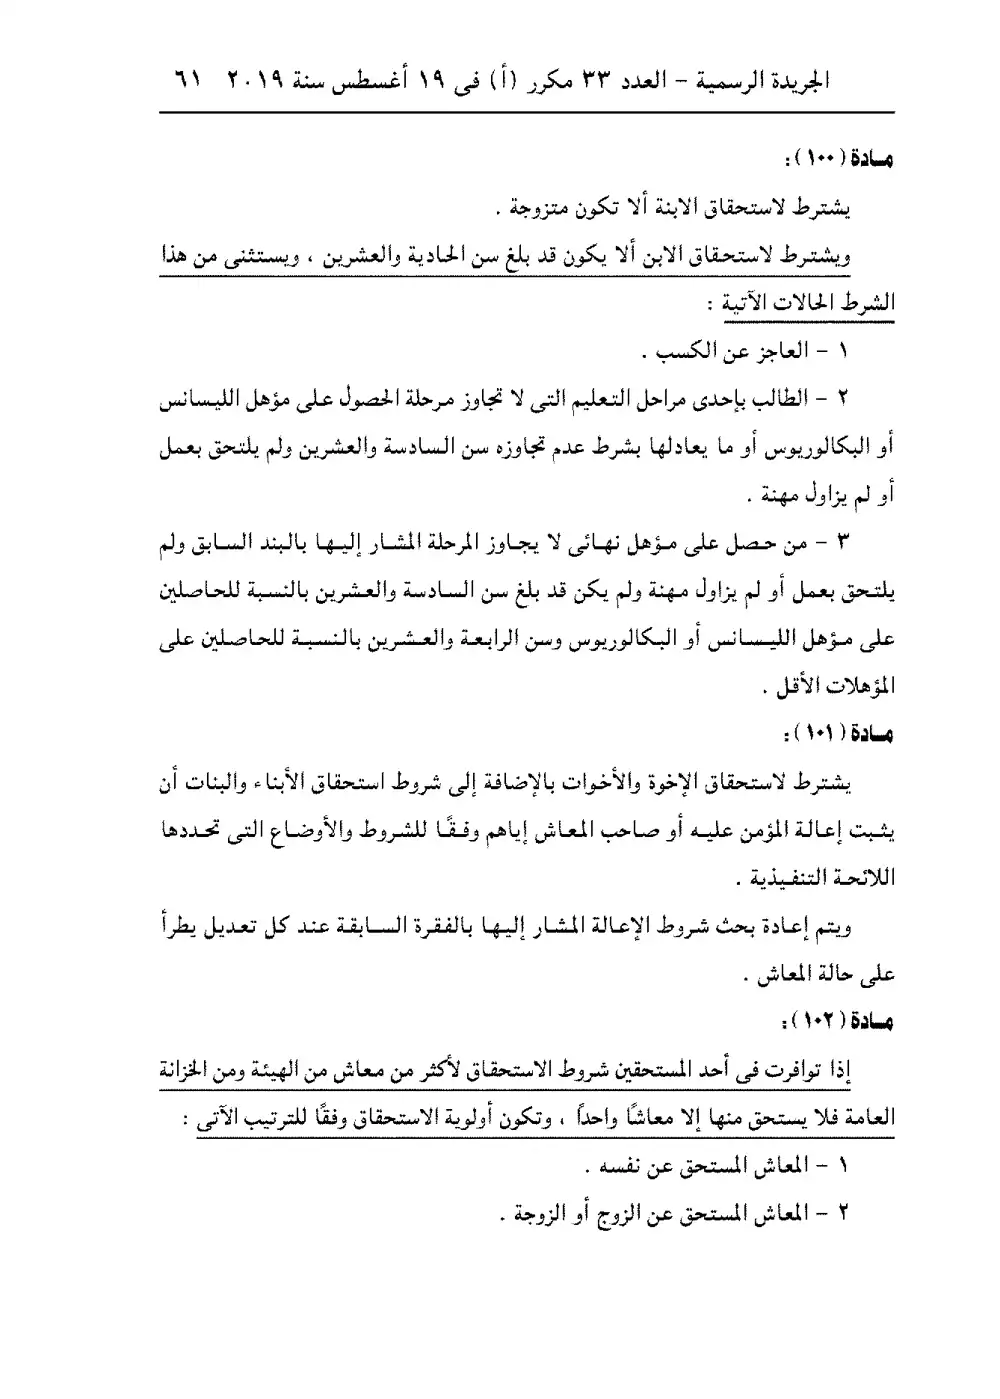 الجريدة الرسمية - العدد ٣٣ مكرر (أ) فى ١٩ أغسطس سنة ٢٠١٩ ٦١
مــادة (١٠٠):
يشترط لاستحقاق الابنة ألا تكون متزوجة .
ويشترط لاستحقاق الابن ألا يكون قد بلغ سن الحادية والعشرين ، ويستثنى من هذا
الشرط الحالات الآتية :
١ - العاجز عن الكسب .
٢ - الطالب بإحدى مراحل التعليم التى لا تجاوز مرحلة الحصول على مؤهل الليسانس
أو البكالوريوس أو ما يعادلها بشرط عدم تجاوزه سن السادسة والعشرين ولم يلتحق بعمل
أو لم يزاول مهنة .
٣ - من حصل على مؤهل نهائى لا يجاوز المرحلة المشار إليها بالبند السابق ولم
يلتحق بعمل أو لم يزاول مهنة ولم يكن قد بلغ سن السادسة والعشرين بالنسبة للحاصلين
على مؤهل الليسانس أو البكالوريوس وسن الرابعة والعشرين بالنسبة للحاصلين على
المؤهلات الأقل .
مــادة (١٠١):
يشترط لاستحقاق الإخوة والأخوات بالإضافة إلى شروط استحقاق الأبناء والبنات أن
يثبت إعالة المؤمن عليه أو صاحب المعاش إياهم وفقًا للشروط والأوضاع التى تحددها
اللائحة التنفيذية .
ويتم إعادة بحث شروط الإعالة المشار إليها بالفقرة السابقة عند كل تعديل يطرأ
على حالة المعاش .
مــادة (١٠٢):
إذا توافرت فى أحد المستحقين شروط الاستحقاق لأكثر من معاش من الهيئة ومن الخزانة
العامة فلا يستحق منها إلا معاشًا واحدًا ، وتكون أولوية الاستحقاق وفقًا للترتيب الآتى :
١ - المعاش المستحق عن نفسه .
٢ - المعاش المستحق عن الزوج أو الزوجة .